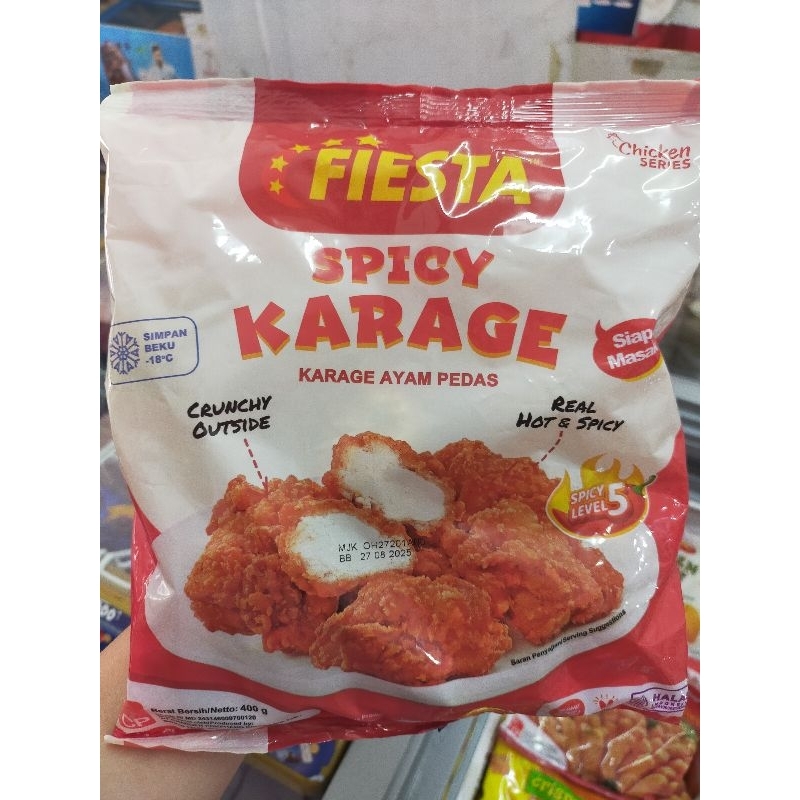 FIESTA
Chicken
SERIES
SPICY
KARAGE
KARAGE AYAM PEDAS
SIMPAN
BEKU
-18°C
Siap
Masak
CRUNCHY
OUTSIDE
REAL
HOT & SPICY
SPICY
LEVEL 5
BB 27 08 2025
Saran Penyajian/Serving Suggestions
Berat Bersih/Netto: 400 g
CP
HALAL